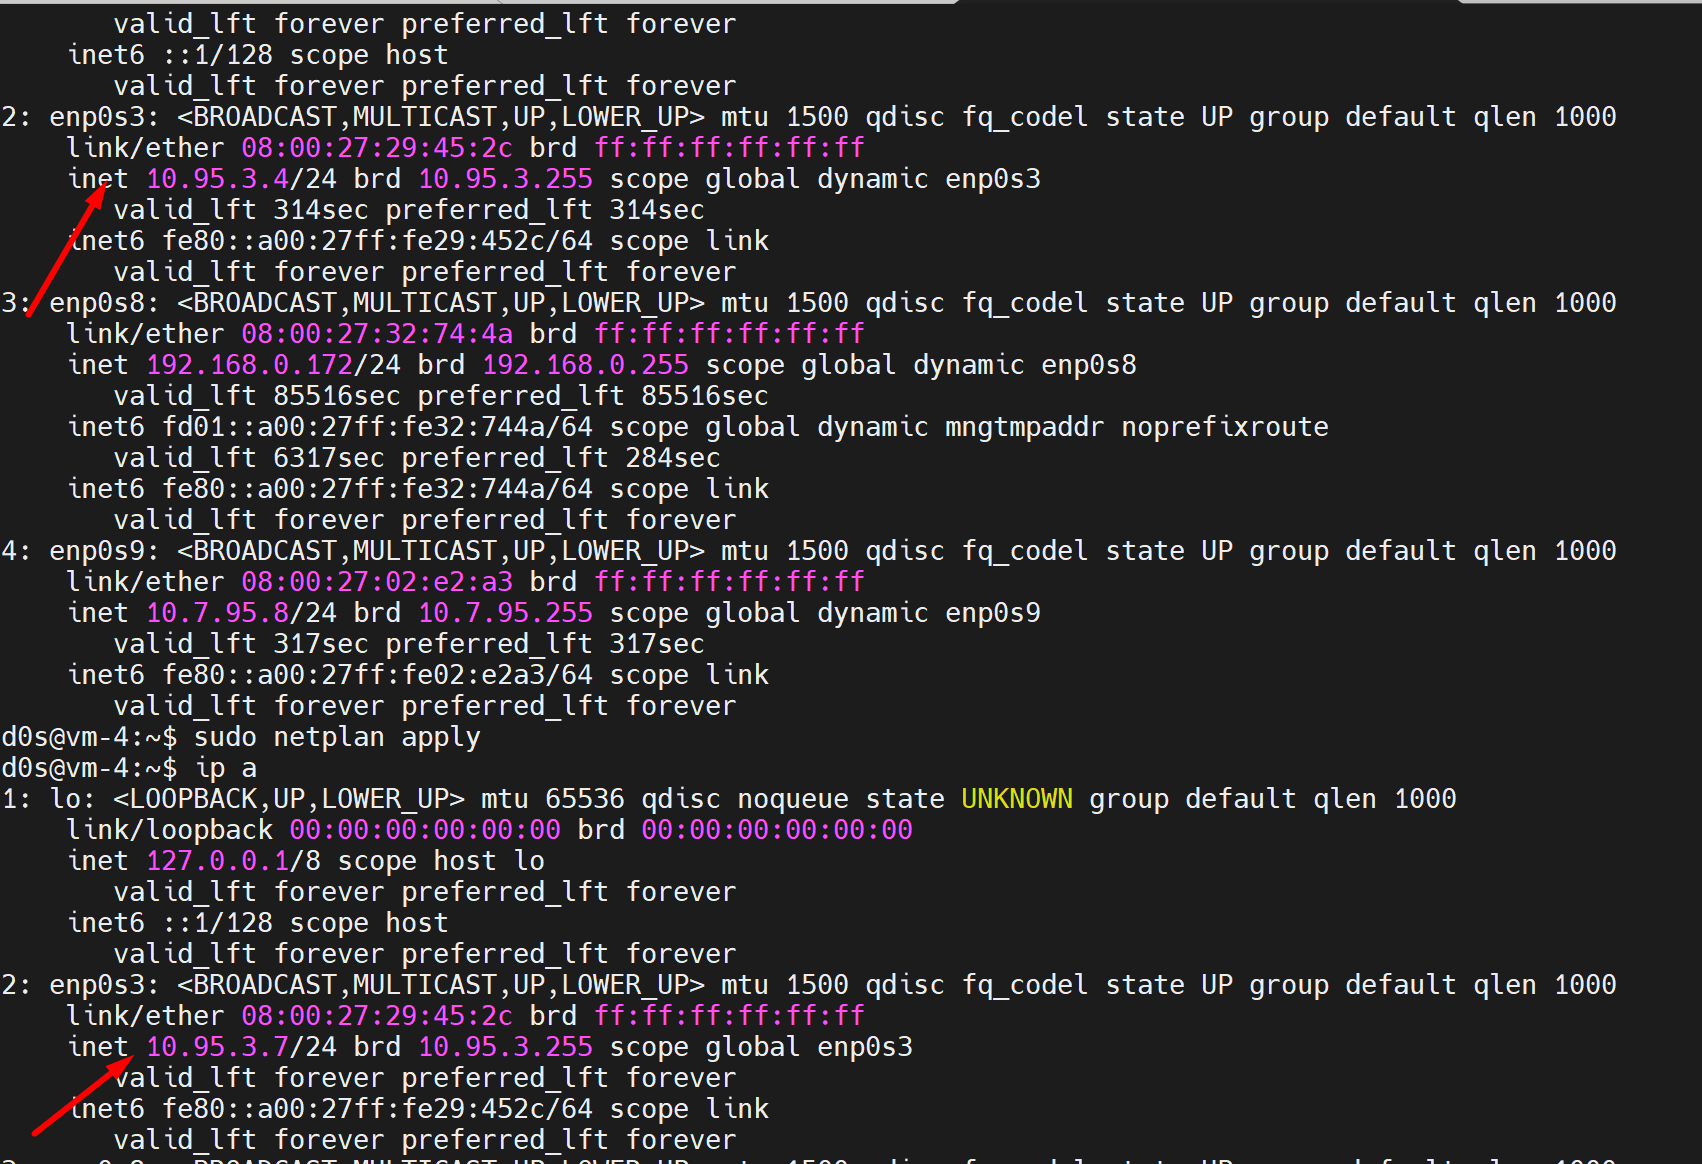 valid_lft forever preferred_lft forever
inet6 ::1/128 scope host
valid_lft forever preferred_lft forever
2: enp0s3: <BROADCAST,MULTICAST,UP,LOWER_UP> mtu 1500 qdisc fq_codel state UP group default qlen 1000
link/ether 08:00:27:29:45:2c brd ff:ff:ff:ff:ff:ff
inet 10.95.3.4/24 brd 10.95.3.255 scope global dynamic enp0s3
valid_lft 314sec preferred_lft 314sec
inet6 fe80::a00:27ff:fe29:452c/64 scope link
valid_lft forever preferred_lft forever
3: enp0s8: <BROADCAST,MULTICAST,UP,LOWER_UP> mtu 1500 qdisc fq_codel state UP group default qlen 1000
link/ether 08:00:27:32:74:4a brd ff:ff:ff:ff:ff:ff
inet 192.168.0.172/24 brd 192.168.0.255 scope global dynamic enp0s8
valid_lft 85516sec preferred_lft 85516sec
inet6 fd01::a00:27ff:fe32:744a/64 scope global dynamic mngtmpaddr noprefixroute
valid_lft 6317sec preferred_lft 284sec
inet6 fe80::a00:27ff:fe32:744a/64 scope link
valid_lft forever preferred_lft forever
4: enp0s9: <BROADCAST,MULTICAST,UP,LOWER_UP> mtu 1500 qdisc fq_codel state UP group default qlen 1000
link/ether 08:00:27:02:e2:a3 brd ff:ff:ff:ff:ff:ff
inet 10.7.95.8/24 brd 10.7.95.255 scope global dynamic enp0s9
valid_lft 317sec preferred_lft 317sec
inet6 fe80::a00:27ff:fe02:e2a3/64 scope link
valid_lft forever preferred_lft forever
d0s@vm-4:~$ sudo netplan apply
d0s@vm-4:~$ ip a
1: lo: <LOOPBACK,UP,LOWER_UP> mtu 65536 qdisc noqueue state UNKNOWN group default qlen 1000
link/loopback 00:00:00:00:00:00 brd 00:00:00:00:00:00
inet 127.0.0.1/8 scope host lo
valid_lft forever preferred_lft forever
inet6 ::1/128 scope host
valid_lft forever preferred_lft forever
2: enp0s3: <BROADCAST,MULTICAST,UP,LOWER_UP> mtu 1500 qdisc fq_codel state UP group default qlen 1000
link/ether 08:00:27:29:45:2c brd ff:ff:ff:ff:ff:ff
inet 10.95.3.7/24 brd 10.95.3.255 scope global enp0s3
valid_lft forever preferred_lft forever
inet6 fe80::a00:27ff:fe29:452c/64 scope link
valid_lft forever preferred_lft forever